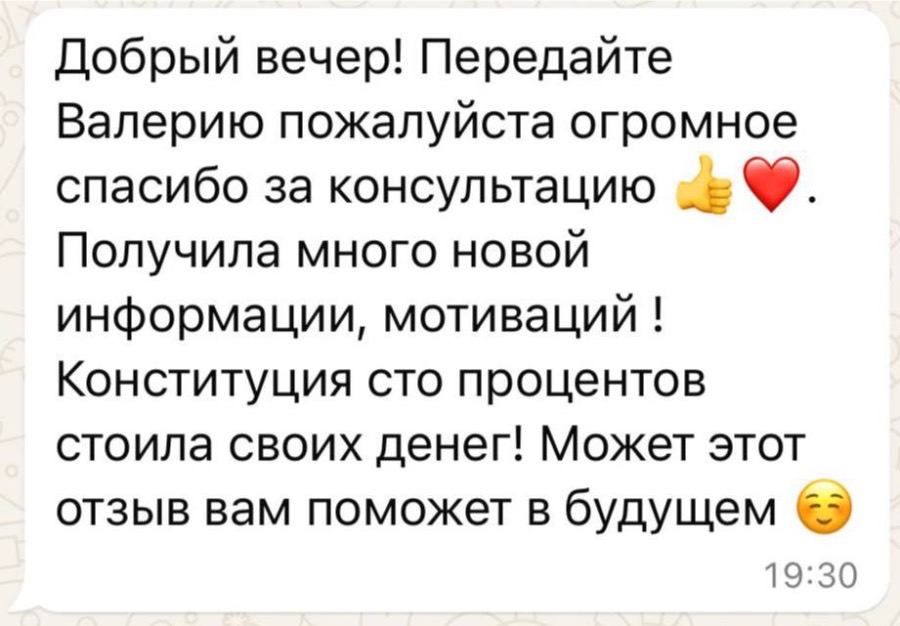 Добрый вечер! Передайте
Валерию пожалуйста огромное
спасибо за консультацию 👍❤️.
Получила много новой
информации, мотиваций !
Конституция сто процентов
стоила своих денег! Может этот
отзыв вам поможет в будущем ☺️
19:30